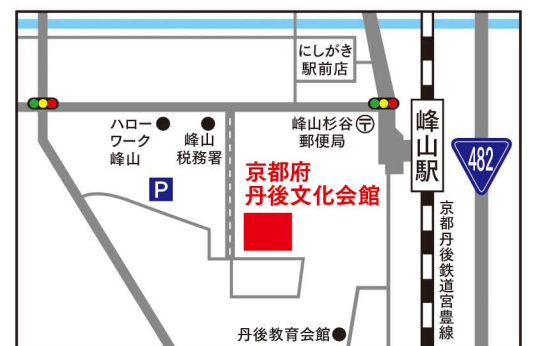 にしがき
駅前店
ハロー
ワーク
峰山
峰山
税務署
峰山杉谷
郵便局
〒
峰山駅
482
P
京都府
丹後文化会館
京都丹後鉄道宮豊線
丹後教育会館